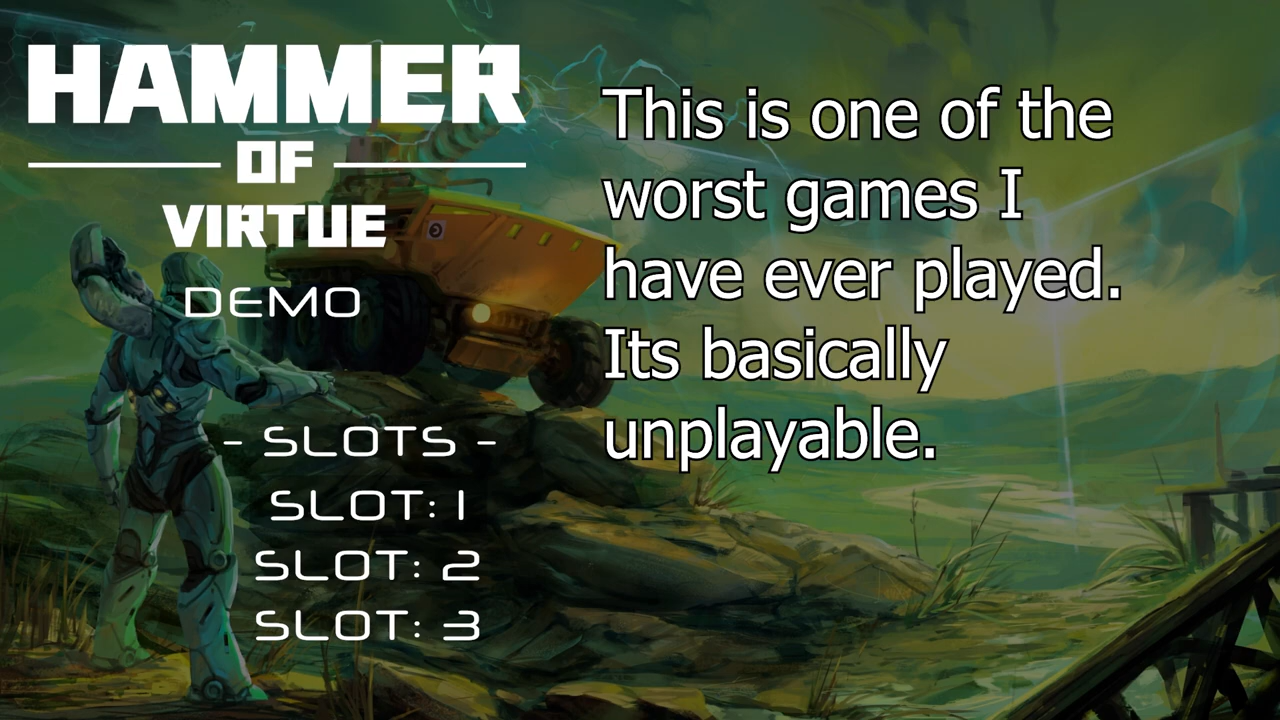 HAMMER
OF
VIRTUE
DEMO
- SLOTS -
SLOT: 1
SLOT: 2
SLOT: 3
This is one of the
worst games I
have ever played.
Its basically
unplayable.